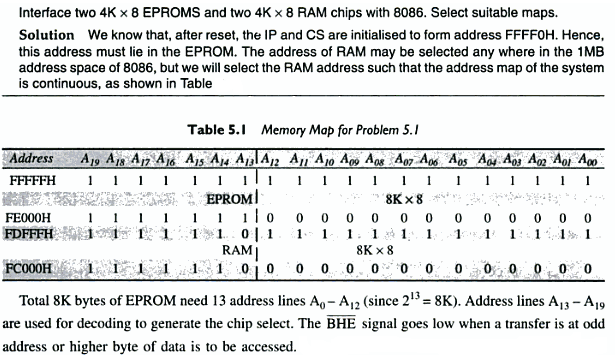 Interface two 4K × 8 EPROMS and two 4K × 8 RAM chips with 8086. Select suitable maps.
Solution We know that, after reset, the IP and CS are initialised to form address FFFF0H. Hence,
this address must lie in the EPROM. The address of RAM may be selected any where in the 1MB
address space of 8086, but we will select the RAM address such that the address map of the system
is continuous, as shown in Table
Table 5.1 Memory Map for Problem 5.1
Address A19 A18 A17 A16 A15 A14 A13 A12 A11 A10 A09 A08 A07 A06 A05 A04 A03 A02 A01 A00
FFFFFH 1 1 1 1 1 1 1 1 1 1 1 1 1 1 1 1 1 1 1 1
EPROM 8K × 8
FE000H 1 1 1 1 1 1 1 0 0 0 0 0 0 0 0 0 0 0 0 0
FDFFFH 1 1 1 1 1 1 0 1 1 1 1 1 1 1 1 1 1 1 1 1
RAM 8K × 8
FC000H 1 1 1 1 1 1 0 0 0 0 0 0 0 0 0 0 0 0 0 0
Total 8K bytes of EPROM need 13 address lines A0 – A12 (since 2^13 = 8K). Address lines A13 – A19
are used for decoding to generate the chip select. The B̅H̅E̅ signal goes low when a transfer is at odd
address or higher byte of data is to be accessed.